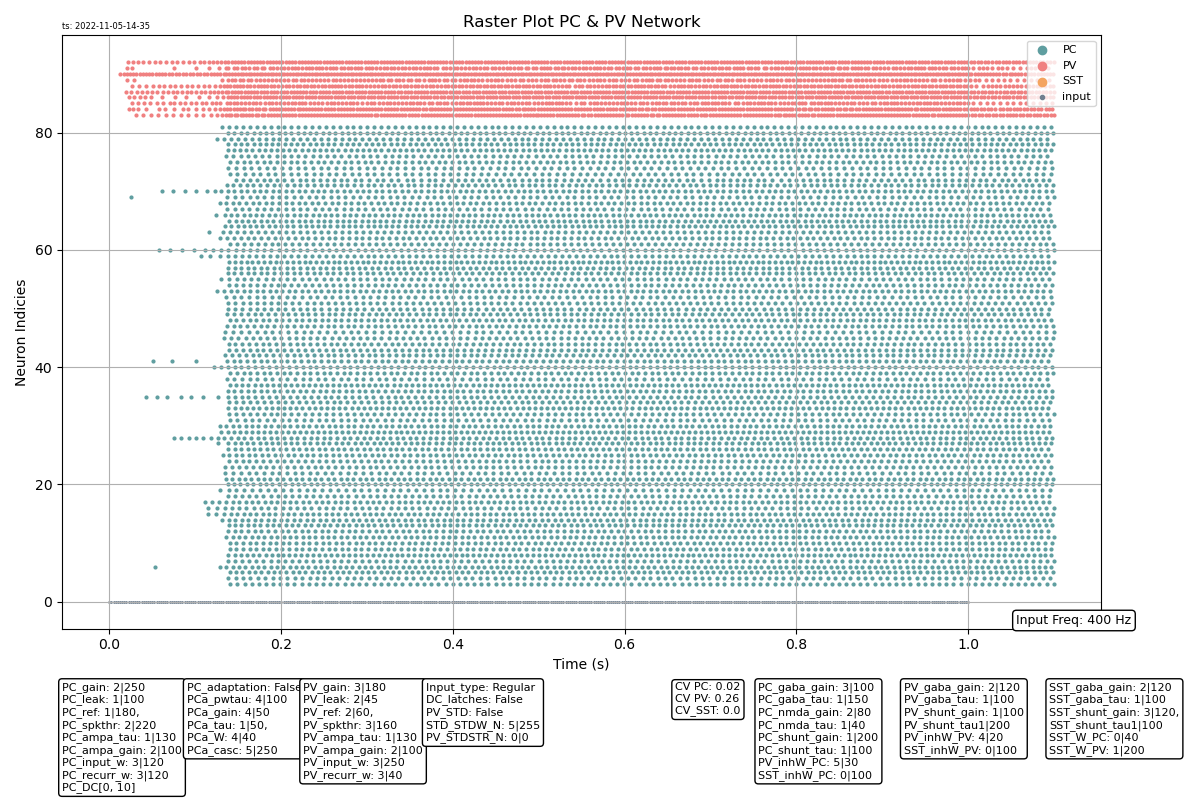 ts: 2022-11-05-14-35
Raster Plot PC & PV Network
PC
PV
SST
input
80
60
40
20
0
Neuron Indicies
0.0 0.2 0.4 0.6 0.8 1.0
Time (s)
Input Freq: 400 Hz
PC_gain: 2|250
PC_leak: 1|100
PC_ref: 1|180,
PC_spkthr: 2|220
PC_ampa_tau: 1|130
PC_ampa_gain: 2|100
PC_input_w: 3|120
PC_recurr_w: 3|120
PC_DC[0, 10]
PC_adaptation: False
PCa_pwtau: 4|100
PCa_gain: 4|50
PCa_tau: 1|50,
PCa_W: 4|40
PCa_casc: 5|250
PV_gain: 3|180
PV_leak: 2|45
PV_ref: 2|60,
PV_spkthr: 3|160
PV_ampa_tau: 1|130
PV_ampa_gain: 2|100
PV_input_w: 3|250
PV_recurr_w: 3|40
Input_type: Regular
DC_latches: False
PV_STD: False
STD_STDW_N: 5|255
PV_STDSTR_N: 0|0
CV PC: 0.02
CV PV: 0.26
CV_SST: 0.0
PC_gaba_gain: 3|100
PC_gaba_tau: 1|150
PC_nmda_gain: 2|80
PC_nmda_tau: 1|40
PC_shunt_gain: 1|200
PC_shunt_tau: 1|100
PV_inhW_PC: 5|30
SST_inhW_PC: 0|100
PV_gaba_gain: 2|120
PV_gaba_tau: 1|100
PV_shunt_gain: 1|100
PV_shunt_tau1|200
PV_inhW_PV: 4|20
SST_inhW_PV: 0|100
SST_gaba_gain: 2|120
SST_gaba_tau: 1|100
SST_shunt_gain: 3|120,
SST_shunt_tau1|100
SST_W_PC: 0|40
SST_W_PV: 1|200